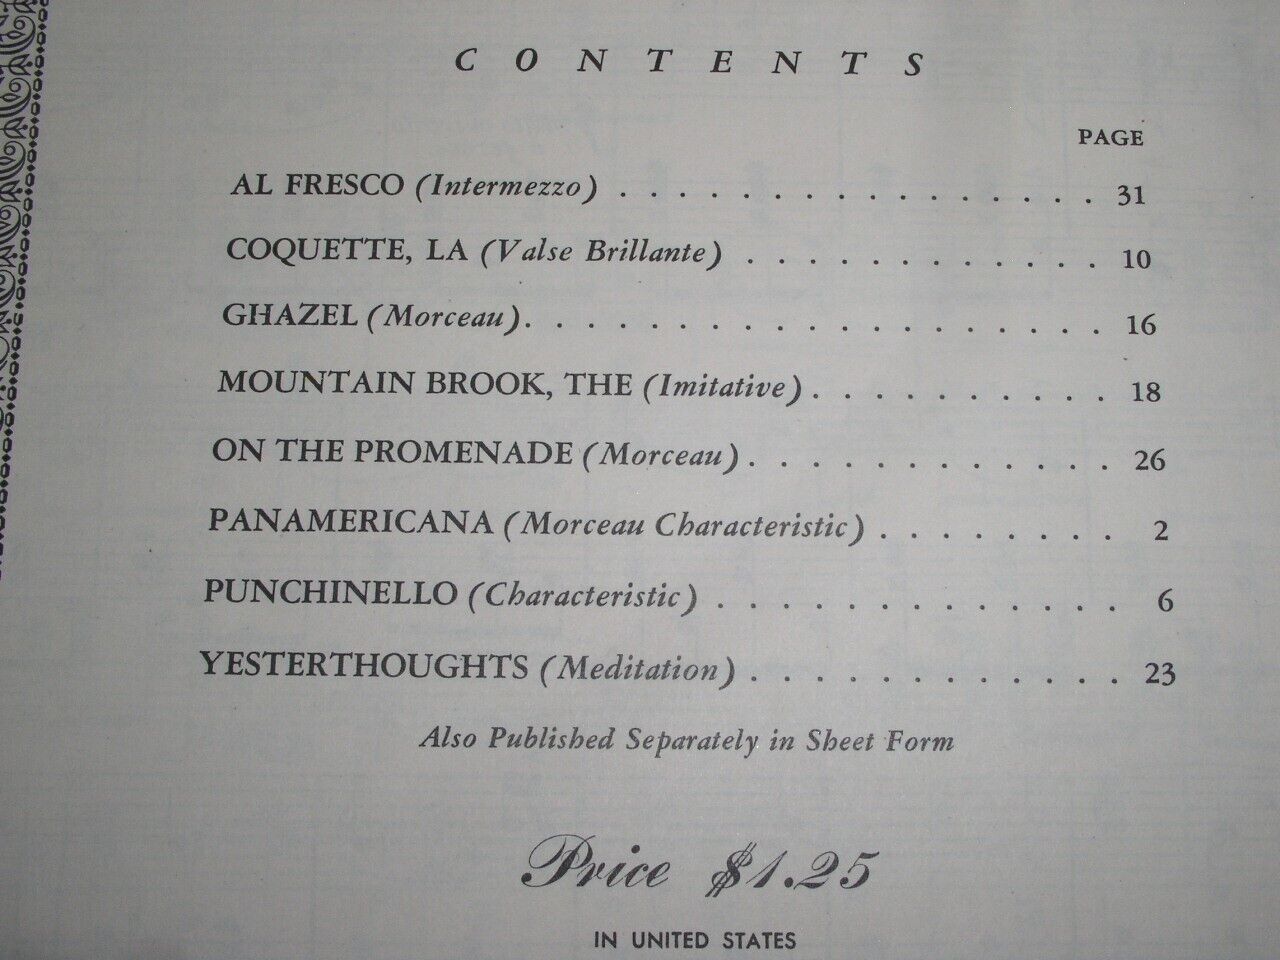 CONTENTS
PAGE
AL FRESCO (Intermezzo) . . . . . . . . . . . . . . . . 31
COQUETTE, LA (Valse Brillante) . . . . . . . . . . . . 10
GHAZEL (Morceau) . . . . . . . . . . . . . . . . . . . 16
MOUNTAIN BROOK, THE (Imitative) . . . . . . . . . . 18
ON THE PROMENADE (Morceau) . . . . . . . . . . . . 26
PANAMERICANA (Morceau Characteristic) . . . . . . . . 2
PUNCHINELLO (Characteristic) . . . . . . . . . . . . . 6
YESTERTHOUGHTS (Meditation) . . . . . . . . . . . . 23
Also Published Separately in Sheet Form
Price $1.25
IN UNITED STATES